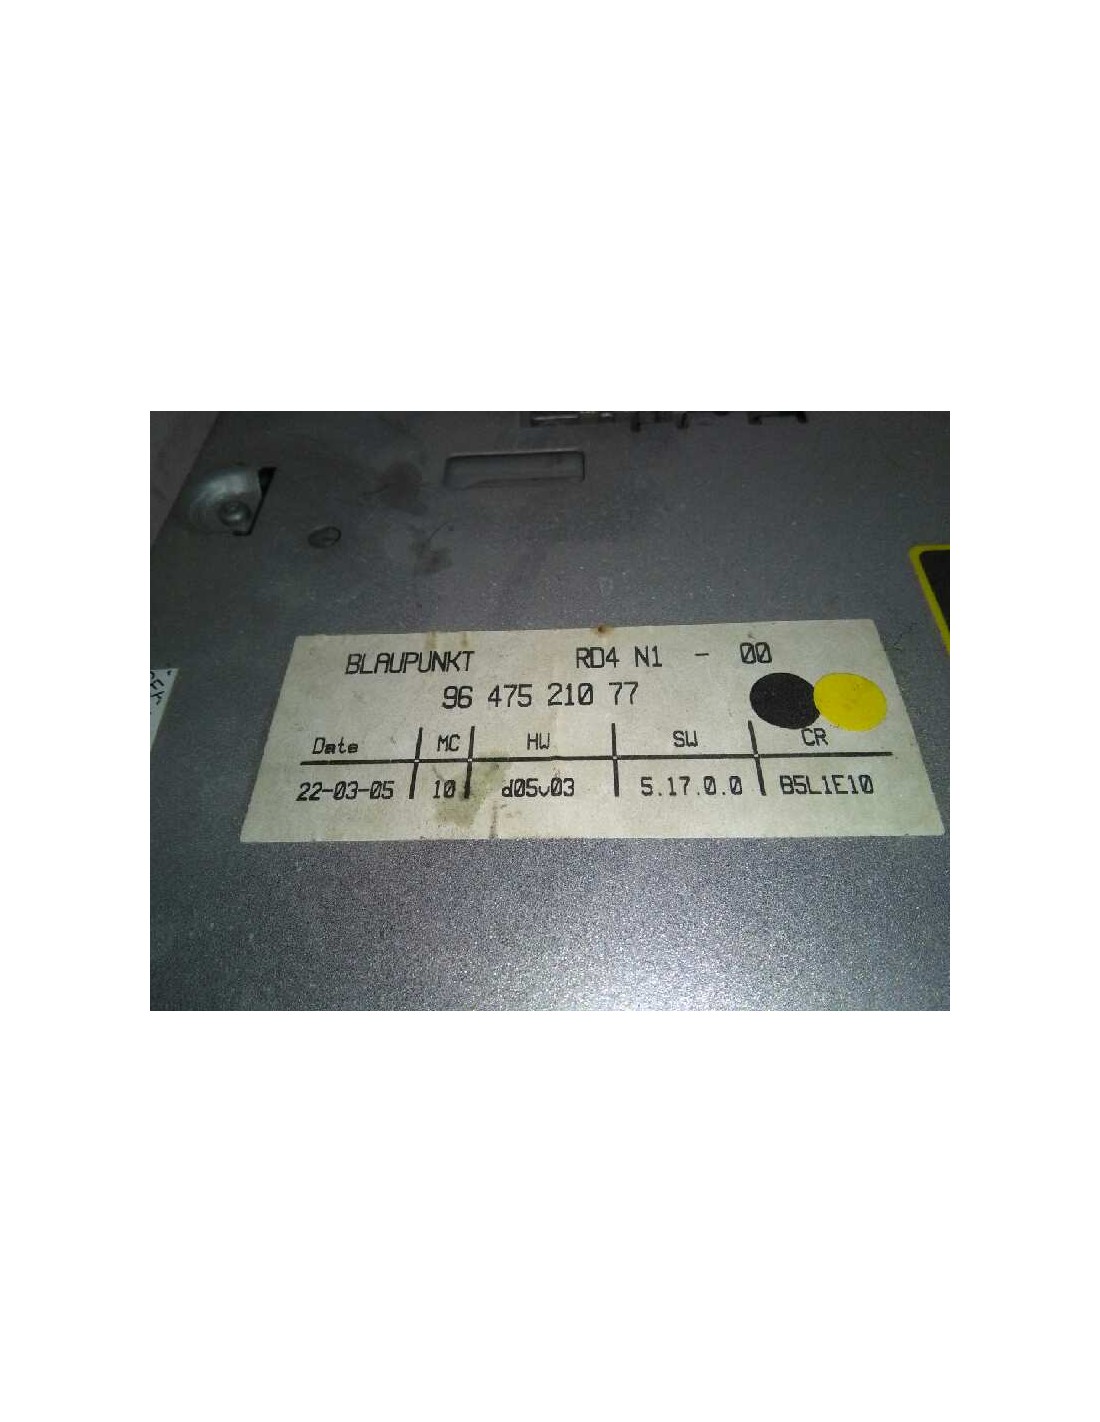 BLAUPUNKT RD4 N1 - 00
96 475 210 77
Date MC HW SW CR
22-03-05 10 d05v03 5.17.0.0 85L1E10